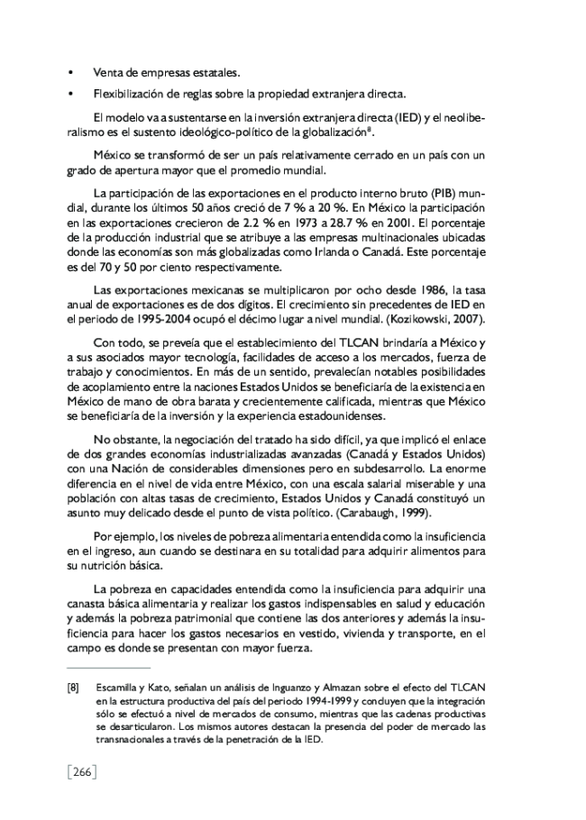 • Venta de empresas estatales.
• Flexibilización de reglas sobre la propiedad extranjera directa.
El modelo va a sustentarse en la inversión extranjera directa (IED) y el neolibe-
ralismo es el sustento ideológico-político de la globalización⁸.
México se transformó de ser un país relativamente cerrado en un país con un
grado de apertura mayor que el promedio mundial.
La participación de las exportaciones en el producto interno bruto (PIB) mun-
dial, durante los últimos 50 años creció de 7 % a 20 %. En México la participación
en las exportaciones crecieron de 2.2 % en 1973 a 28.7 % en 2001. El porcentaje
de la producción industrial que se atribuye a las empresas multinacionales ubicadas
donde las economías son más globalizadas como Irlanda o Canadá. Este porcentaje
es del 70 y 50 por ciento respectivamente.
Las exportaciones mexicanas se multiplicaron por ocho desde 1986, la tasa
anual de exportaciones es de dos dígitos. El crecimiento sin precedentes de IED en
el periodo de 1995-2004 ocupó el décimo lugar a nivel mundial. (Kozikowski, 2007).
Con todo, se preveía que el establecimiento del TLCAN brindaría a México y
a sus asociados mayor tecnología, facilidades de acceso a los mercados, fuerza de
trabajo y conocimientos. En más de un sentido, prevalecían notables posibilidades
de acoplamiento entre la naciones Estados Unidos se beneficiaría de la existencia en
México de mano de obra barata y crecientemente calificada, mientras que México
se beneficiaría de la inversión y la experiencia estadounidenses.
No obstante, la negociación del tratado ha sido difícil, ya que implicó el enlace
de dos grandes economías industrializadas avanzadas (Canadá y Estados Unidos)
con una Nación de considerables dimensiones pero en subdesarrollo. La enorme
diferencia en el nivel de vida entre México, con una escala salarial miserable y una
población con altas tasas de crecimiento, Estados Unidos y Canadá constituyó un
asunto muy delicado desde el punto de vista político. (Carabaugh, 1999).
Por ejemplo, los niveles de pobreza alimentaria entendida como la insuficiencia
en el ingreso, aun cuando se destinara en su totalidad para adquirir alimentos para
su nutrición básica.
La pobreza en capacidades entendida como la insuficiencia para adquirir una
canasta básica alimentaria y realizar los gastos indispensables en salud y educación
y además la pobreza patrimonial que contiene las dos anteriores y además la insu-
ficiencia para hacer los gastos necesarios en vestido, vivienda y transporte, en el
campo es donde se presentan con mayor fuerza.
[8] Escamilla y Kato, señalan un análisis de Inguanzo y Almazan sobre el efecto del TLCAN
en la estructura productiva del país del periodo 1994-1999 y concluyen que la integración
sólo se efectuó a nivel de mercados de consumo, mientras que las cadenas productivas
se desarticularon. Los mismos autores destacan la presencia del poder de mercado las
transnacionales a través de la penetración de la IED.
[266]